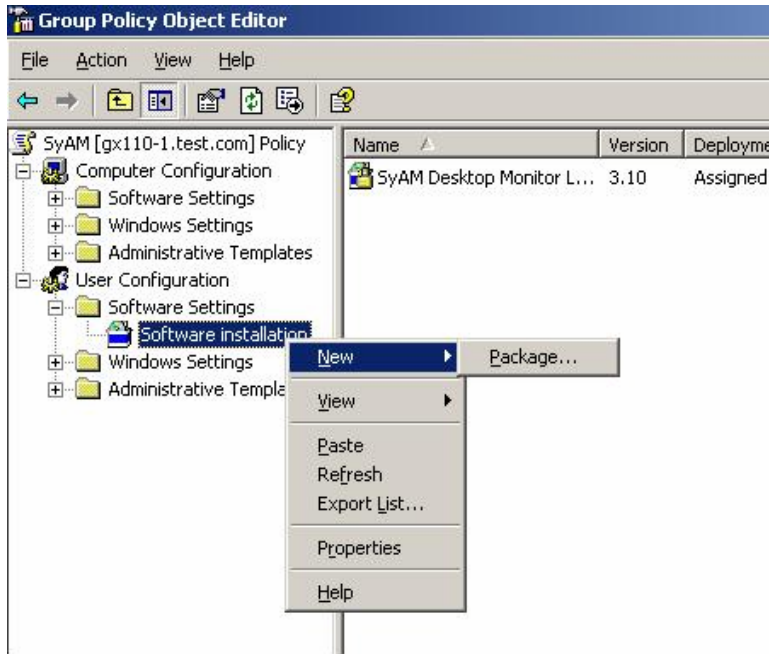 Group Policy Object Editor
File Action View Help
SyAM [gx110-1.test.com] Policy
Computer Configuration
Software Settings
Windows Settings
Administrative Templates
User Configuration
Software Settings
Software installation
Windows Settings
Administrative Templa
Name Version Deployme
SyAM Desktop Monitor L... 3.10 Assigned
New
Package...
View
Paste
Refresh
Export List...
Properties
Help